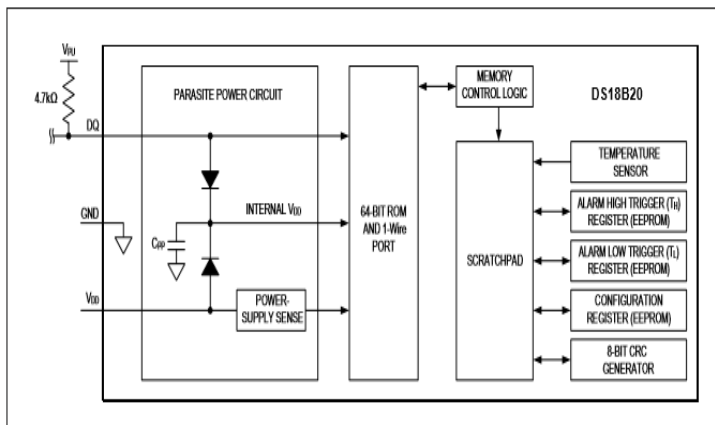 VPU
4.7kΩ
DQ
GND
VDD
PARASITE POWER CIRCUIT
INTERNAL VDD
CPP
POWER-
SUPPLY SENSE
64-BIT ROM
AND 1-Wire
PORT
MEMORY
CONTROL LOGIC
SCRATCHPAD
DS18B20
TEMPERATURE
SENSOR
ALARM HIGH TRIGGER (TH)
REGISTER (EEPROM)
ALARM LOW TRIGGER (TL)
REGISTER (EEPROM)
CONFIGURATION
REGISTER (EEPROM)
8-BIT CRC
GENERATOR